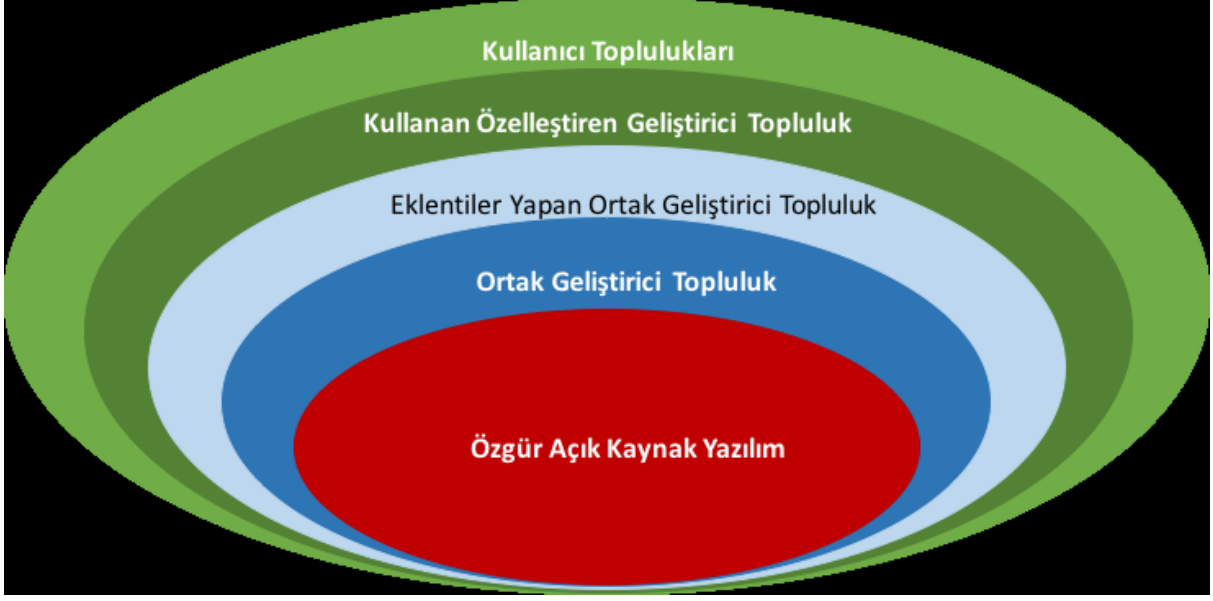 Kullanıcı Toplulukları
Kullanan Özelleştiren Geliştirici Topluluk
Eklentiler Yapan Ortak Geliştirici Topluluk
Ortak Geliştirici Topluluk
Özgür Açık Kaynak Yazılım